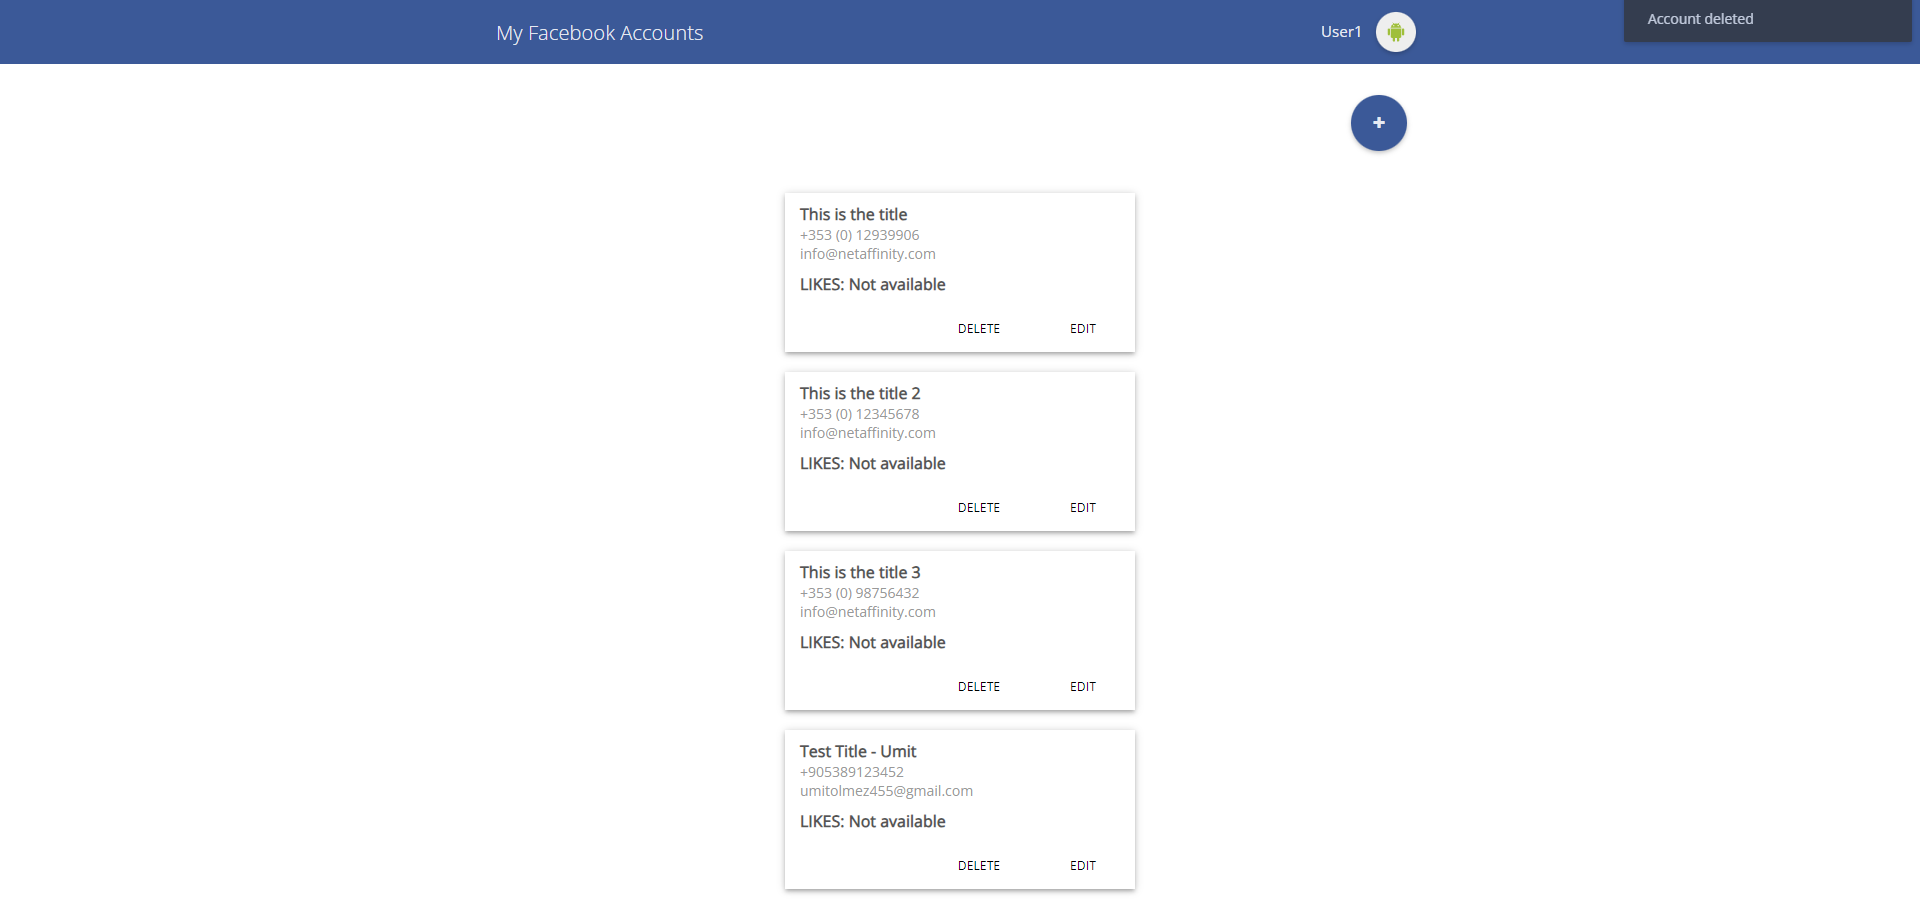 My Facebook Accounts
User1
Account deleted
+
This is the title
+353 (0) 12939906
info@netaffinity.com
LIKES: Not available
DELETE EDIT
This is the title 2
+353 (0) 12345678
info@netaffinity.com
LIKES: Not available
DELETE EDIT
This is the title 3
+353 (0) 98756432
info@netaffinity.com
LIKES: Not available
DELETE EDIT
Test Title - Umit
+905389123452
umitolmez455@gmail.com
LIKES: Not available
DELETE EDIT